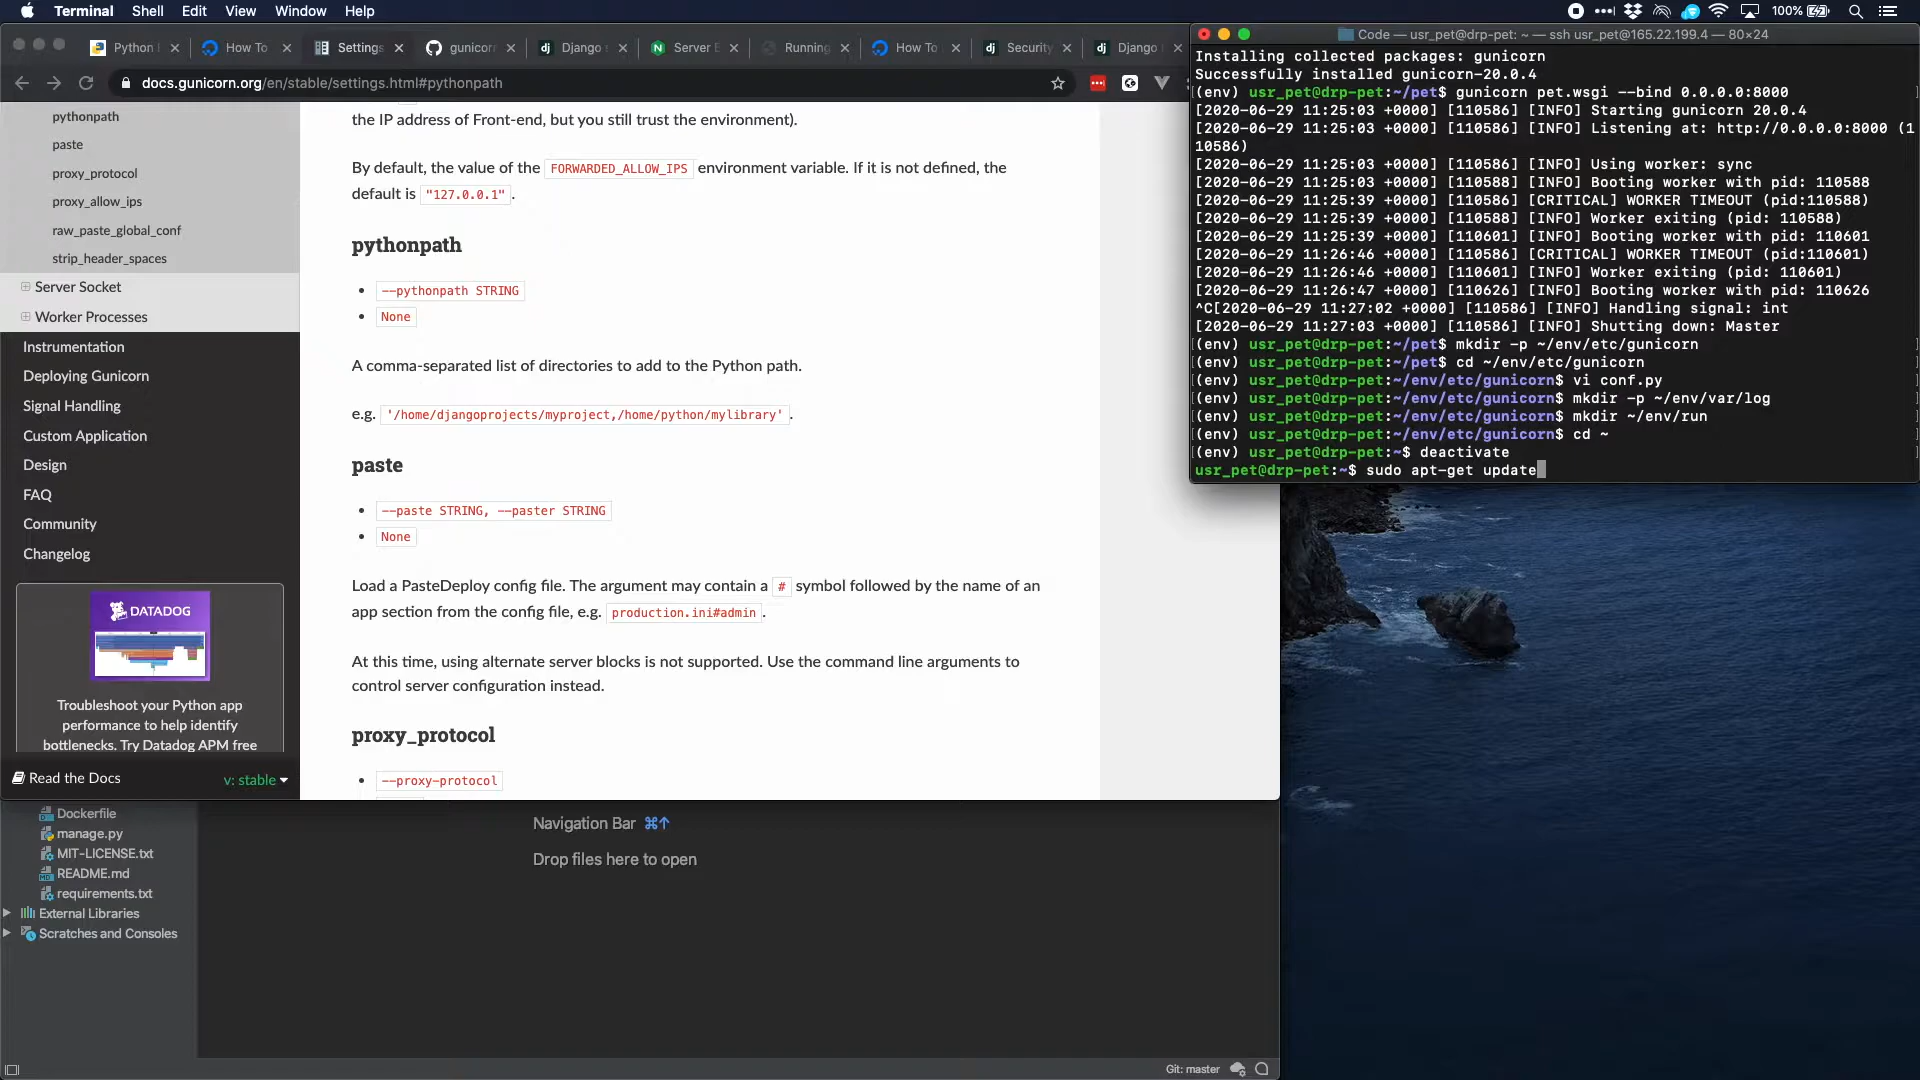 Terminal Shell Edit View Window Help
100%
Python How To Settings gunicorn Django Server Running How To Security Django
docs.gunicorn.org/en/stable/settings.html#pythonpath
pythonpath
paste
proxy_protocol
proxy_allow_ips
raw_paste_global_conf
strip_header_spaces
Server Socket
Worker Processes
Instrumentation
Deploying Gunicorn
Signal Handling
Custom Application
Design
FAQ
Community
Changelog
DATADOG
Troubleshoot your Python app
performance to help identify
bottlenecks. Try Datadog APM free
Read the Docs v: stable
the IP address of Front-end, but you still trust the environment).
By default, the value of the FORWARDED_ALLOW_IPS environment variable. If it is not defined, the
default is "127.0.0.1".
pythonpath
--pythonpath STRING
None
A comma-separated list of directories to add to the Python path.
e.g. '/home/djangoprojects/myproject,/home/python/mylibrary'.
paste
--paste STRING, --paster STRING
None
Load a PasteDeploy config file. The argument may contain a # symbol followed by the name of an
app section from the config file, e.g. production.ini#admin.
At this time, using alternate server blocks is not supported. Use the command line arguments to
control server configuration instead.
proxy_protocol
--proxy-protocol
Code — usr_pet@drp-pet: ~ — ssh usr_pet@165.22.199.4 — 80×24
Installing collected packages: gunicorn
Successfully installed gunicorn-20.0.4
(env) usr_pet@drp-pet:~/pet$ gunicorn pet.wsgi --bind 0.0.0.0:8000
[2020-06-29 11:25:03 +0000] [110586] [INFO] Starting gunicorn 20.0.4
[2020-06-29 11:25:03 +0000] [110586] [INFO] Listening at: http://0.0.0.0:8000 (1
10586)
[2020-06-29 11:25:03 +0000] [110586] [INFO] Using worker: sync
[2020-06-29 11:25:03 +0000] [110588] [INFO] Booting worker with pid: 110588
[2020-06-29 11:25:39 +0000] [110586] [CRITICAL] WORKER TIMEOUT (pid:110588)
[2020-06-29 11:25:39 +0000] [110588] [INFO] Worker exiting (pid: 110588)
[2020-06-29 11:25:39 +0000] [110601] [INFO] Booting worker with pid: 110601
[2020-06-29 11:26:46 +0000] [110586] [CRITICAL] WORKER TIMEOUT (pid:110601)
[2020-06-29 11:26:46 +0000] [110601] [INFO] Worker exiting (pid: 110601)
[2020-06-29 11:26:47 +0000] [110626] [INFO] Booting worker with pid: 110626
^C[2020-06-29 11:27:02 +0000] [110586] [INFO] Handling signal: int
[2020-06-29 11:27:03 +0000] [110586] [INFO] Shutting down: Master
(env) usr_pet@drp-pet:~/pet$ mkdir -p ~/env/etc/gunicorn
(env) usr_pet@drp-pet:~/pet$ cd ~/env/etc/gunicorn
(env) usr_pet@drp-pet:~/env/etc/gunicorn$ vi conf.py
(env) usr_pet@drp-pet:~/env/etc/gunicorn$ mkdir -p ~/env/var/log
(env) usr_pet@drp-pet:~/env/etc/gunicorn$ mkdir ~/env/run
(env) usr_pet@drp-pet:~/env/etc/gunicorn$ cd ~
(env) usr_pet@drp-pet:~$ deactivate
usr_pet@drp-pet:~$ sudo apt-get update
Dockerfile
manage.py
MIT-LICENSE.txt
README.md
requirements.txt
External Libraries
Scratches and Consoles
Navigation Bar ⌘↑
Drop files here to open
Git: master